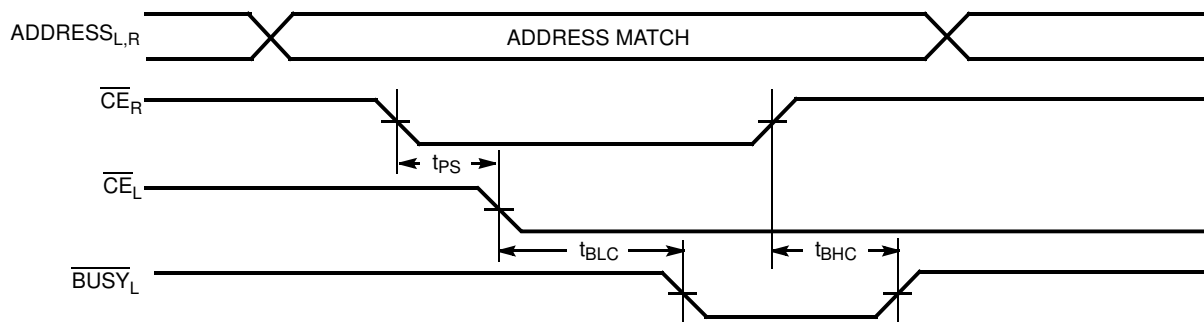 ADDRESS_L,R
ADDRESS MATCH
CE_R
t_PS
CE_L
t_BLC
t_BHC
BUSY_L